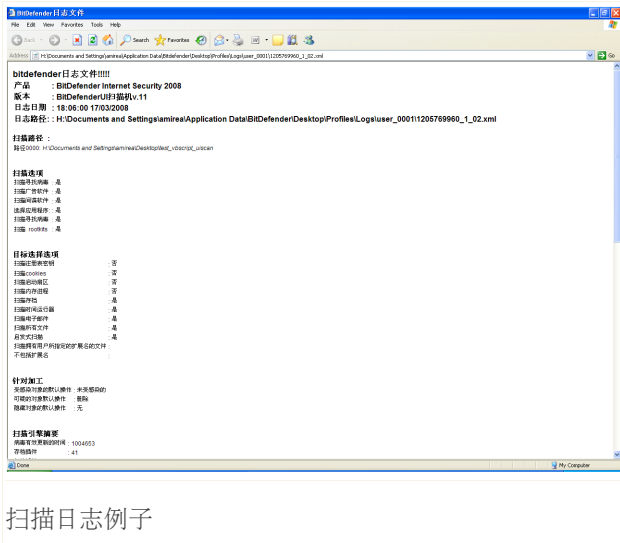 BitDefender日志文件
File Edit View Favorites Tools Help
Back Search Favorites
Address H:\Documents and Settings\amirea\Application Data\Bitdefender\Desktop\Profiles\Logs\user_0001\1205769960_1_02.xml Go
bitdefender日志文件!!!!!
产品 : BitDefender Internet Security 2008
版本 : BitDefenderUI扫描机v.11
日志日期 : 18:06:00 17/03/2008
日志路径: : H:\Documents and Settings\amirea\Application Data\BitDefender\Desktop\Profiles\Logs\user_0001\1205769960_1_02.xml
扫描路径 :
路径0000: H:\Documents and Settings\amirea\Desktop\test_vbscript_uiscan
扫描选项
扫描寻找病毒 : 是
扫描广告软件 : 是
扫描间谍软件 : 是
选择应用程序: : 是
扫描寻找病毒 : 是
扫描 rootkits : 是
目标选择选项
扫描注册表密钥 : 否
扫描cookies : 否
扫描启动扇区 : 否
扫描内存进程 : 否
扫描存档 : 是
扫描时间运行器 : 是
扫描电子邮件 : 是
扫描所有文件 : 是
启发式扫描 : 是
扫描拥有用户所指定的扩展名的文件 :
不包括扩展名 :
针对加工
受感染对象的默认操作 : 未受感染的
可能的对象默认操作 : 删除
隐藏对象的默认操作 : 无
扫描引擎摘要
病毒有效更新的时间 : 1004653
存档插件 : 41
Done My Computer
扫描日志例子